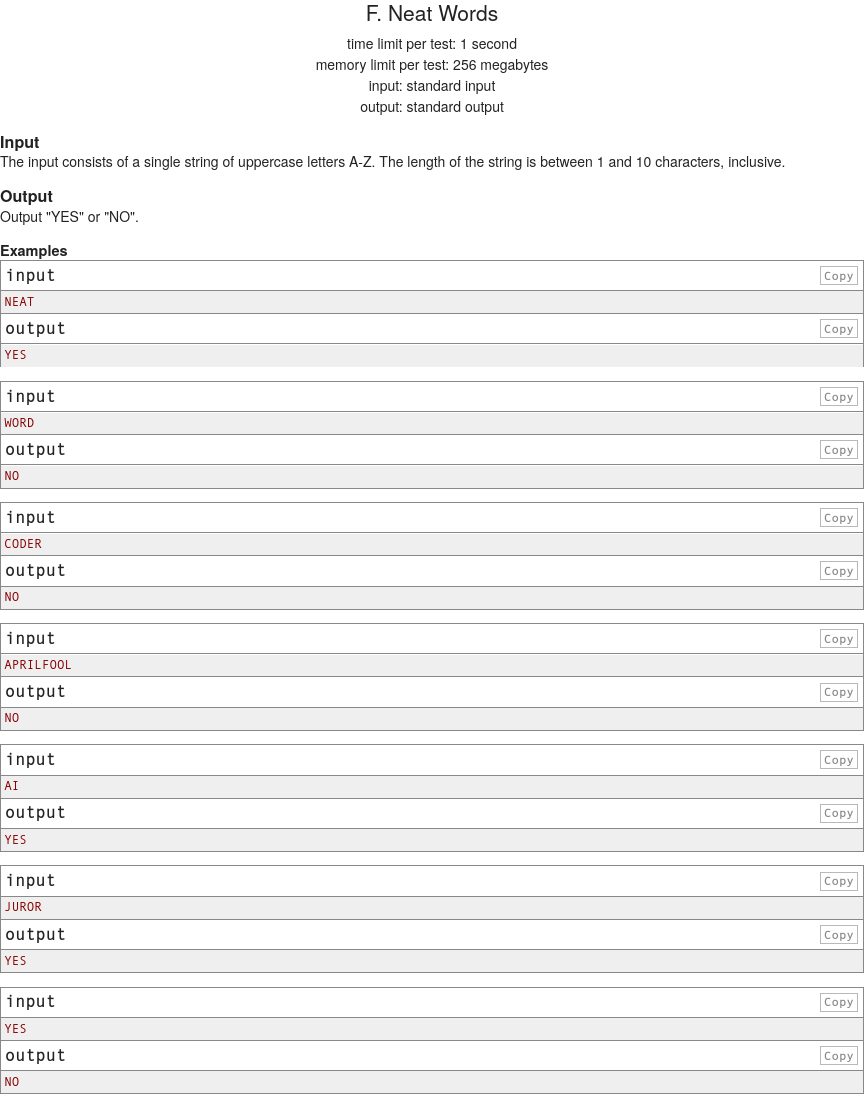 F. Neat Words
time limit per test: 1 second
memory limit per test: 256 megabytes
input: standard input
output: standard output
Input
The input consists of a single string of uppercase letters A-Z. The length of the string is between 1 and 10 characters, inclusive.
Output
Output "YES" or "NO".
Examples
input Copy
NEAT
output Copy
YES
input Copy
WORD
output Copy
NO
input Copy
CODER
output Copy
NO
input Copy
APRILFOOL
output Copy
NO
input Copy
AI
output Copy
YES
input Copy
JUROR
output Copy
YES
input Copy
YES
output Copy
NO